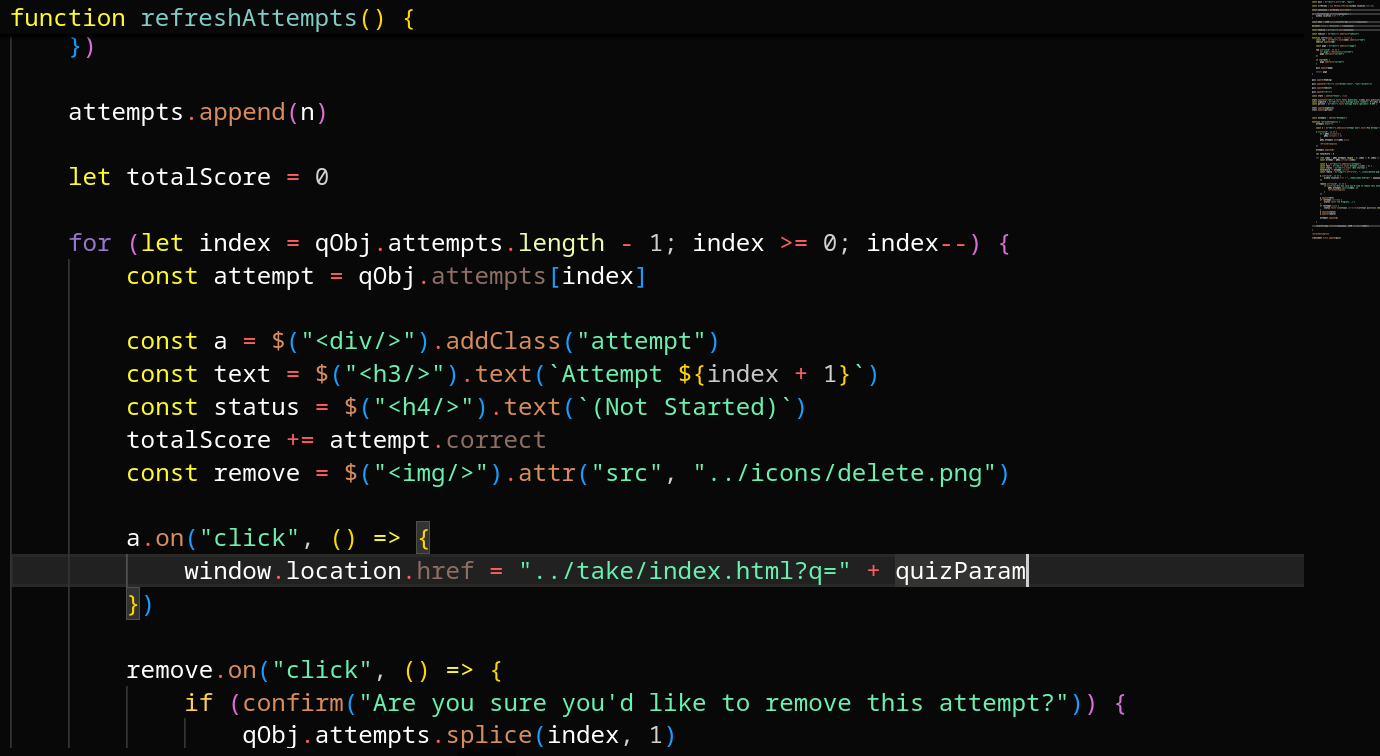 function refreshAttempts() {
})
attempts.append(n)
let totalScore = 0
for (let index = qObj.attempts.length - 1; index >= 0; index--) {
const attempt = qObj.attempts[index]
const a = $("<div/>").addClass("attempt")
const text = $("<h3/>").text(`Attempt ${index + 1}`)
const status = $("<h4/>").text(`(Not Started)`)
totalScore += attempt.correct
const remove = $("<img/>").attr("src", "../icons/delete.png")
a.on("click", () => {
window.location.href = "../take/index.html?q=" + quizParam
})
remove.on("click", () => {
if (confirm("Are you sure you'd like to remove this attempt?")) {
qObj.attempts.splice(index, 1)